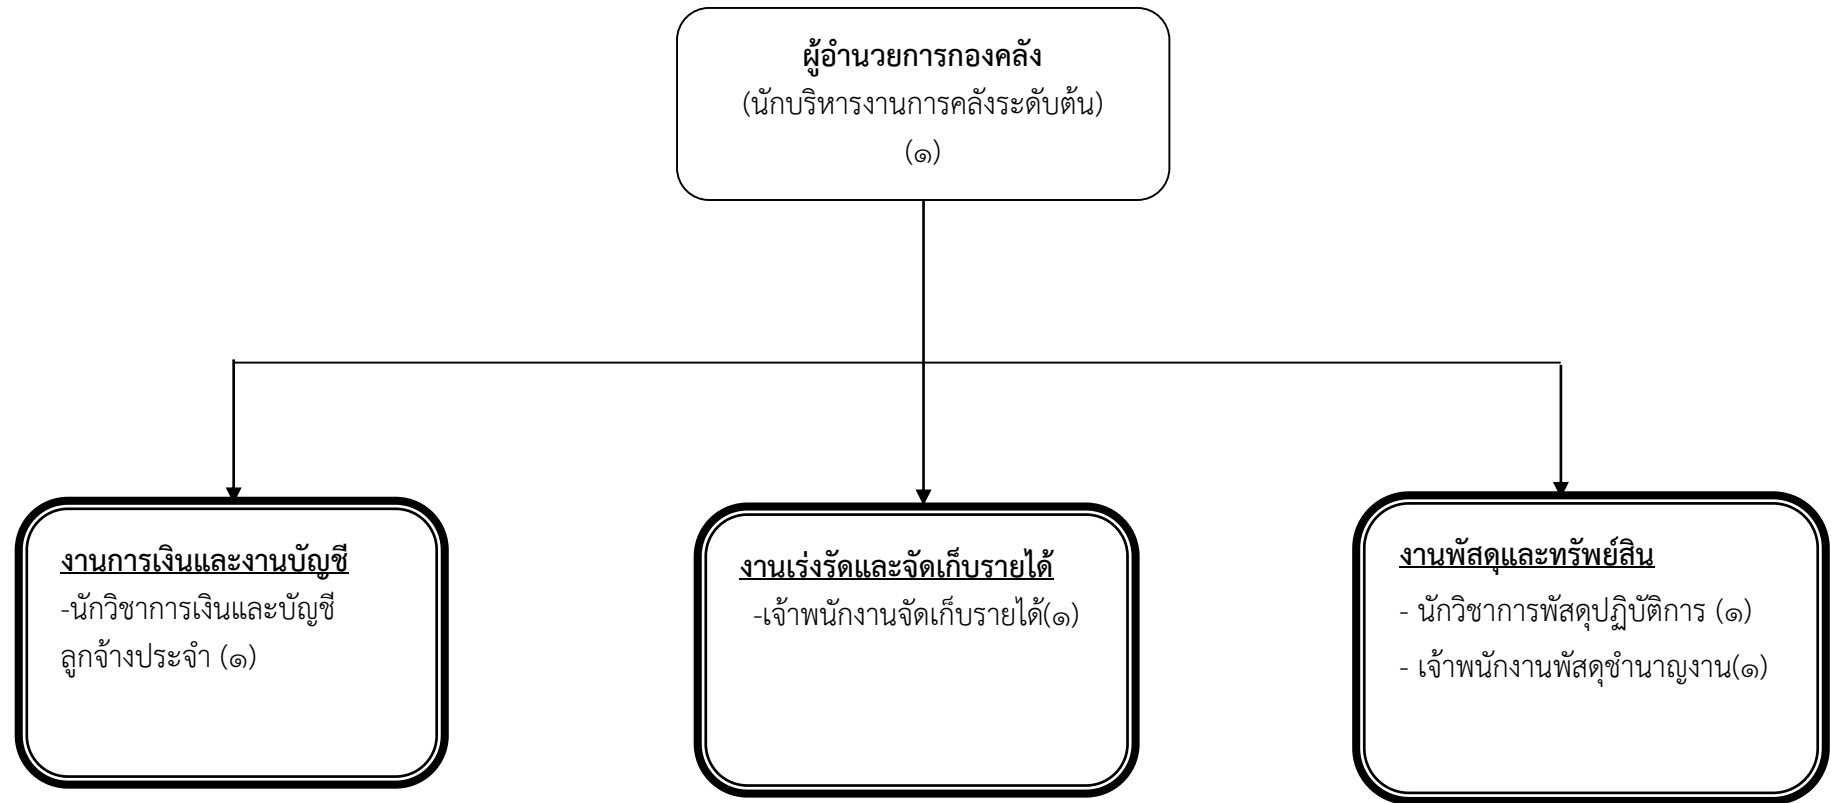 ผู้อำนวยการกองคลัง
(นักบริหารงานการคลังระดับต้น)
(๑)
งานการเงินและงานบัญชี
-นักวิชาการเงินและบัญชี
ลูกจ้างประจำ (๑)
งานเร่งรัดและจัดเก็บรายได้
-เจ้าพนักงานจัดเก็บรายได้(๑)
งานพัสดุและทรัพย์สิน
- นักวิชาการพัสดุปฏิบัติการ (๑)
- เจ้าพนักงานพัสดุชำนาญงาน(๑)